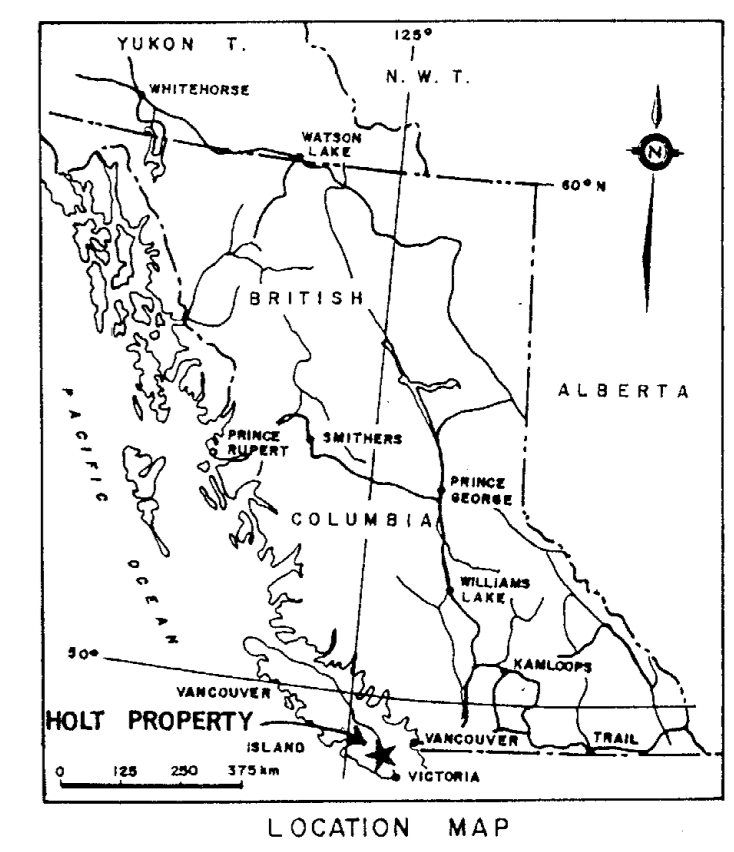 YUKON T.
125°
N. W. T.
WHITEHORSE
WATSON
LAKE
N
60° N
BRITISH
ALBERTA
PACIFIC
OCEAN
PRINCE
RUPERT
SMITHERS
PRINCE
GEORGE
COLUMBIA
WILLIAMS
LAKE
50°
KAMLOOPS
VANCOUVER
ISLAND
HOLT PROPERTY
VANCOUVER
TRAIL
VICTORIA
0 125 250 375 km
LOCATION MAP